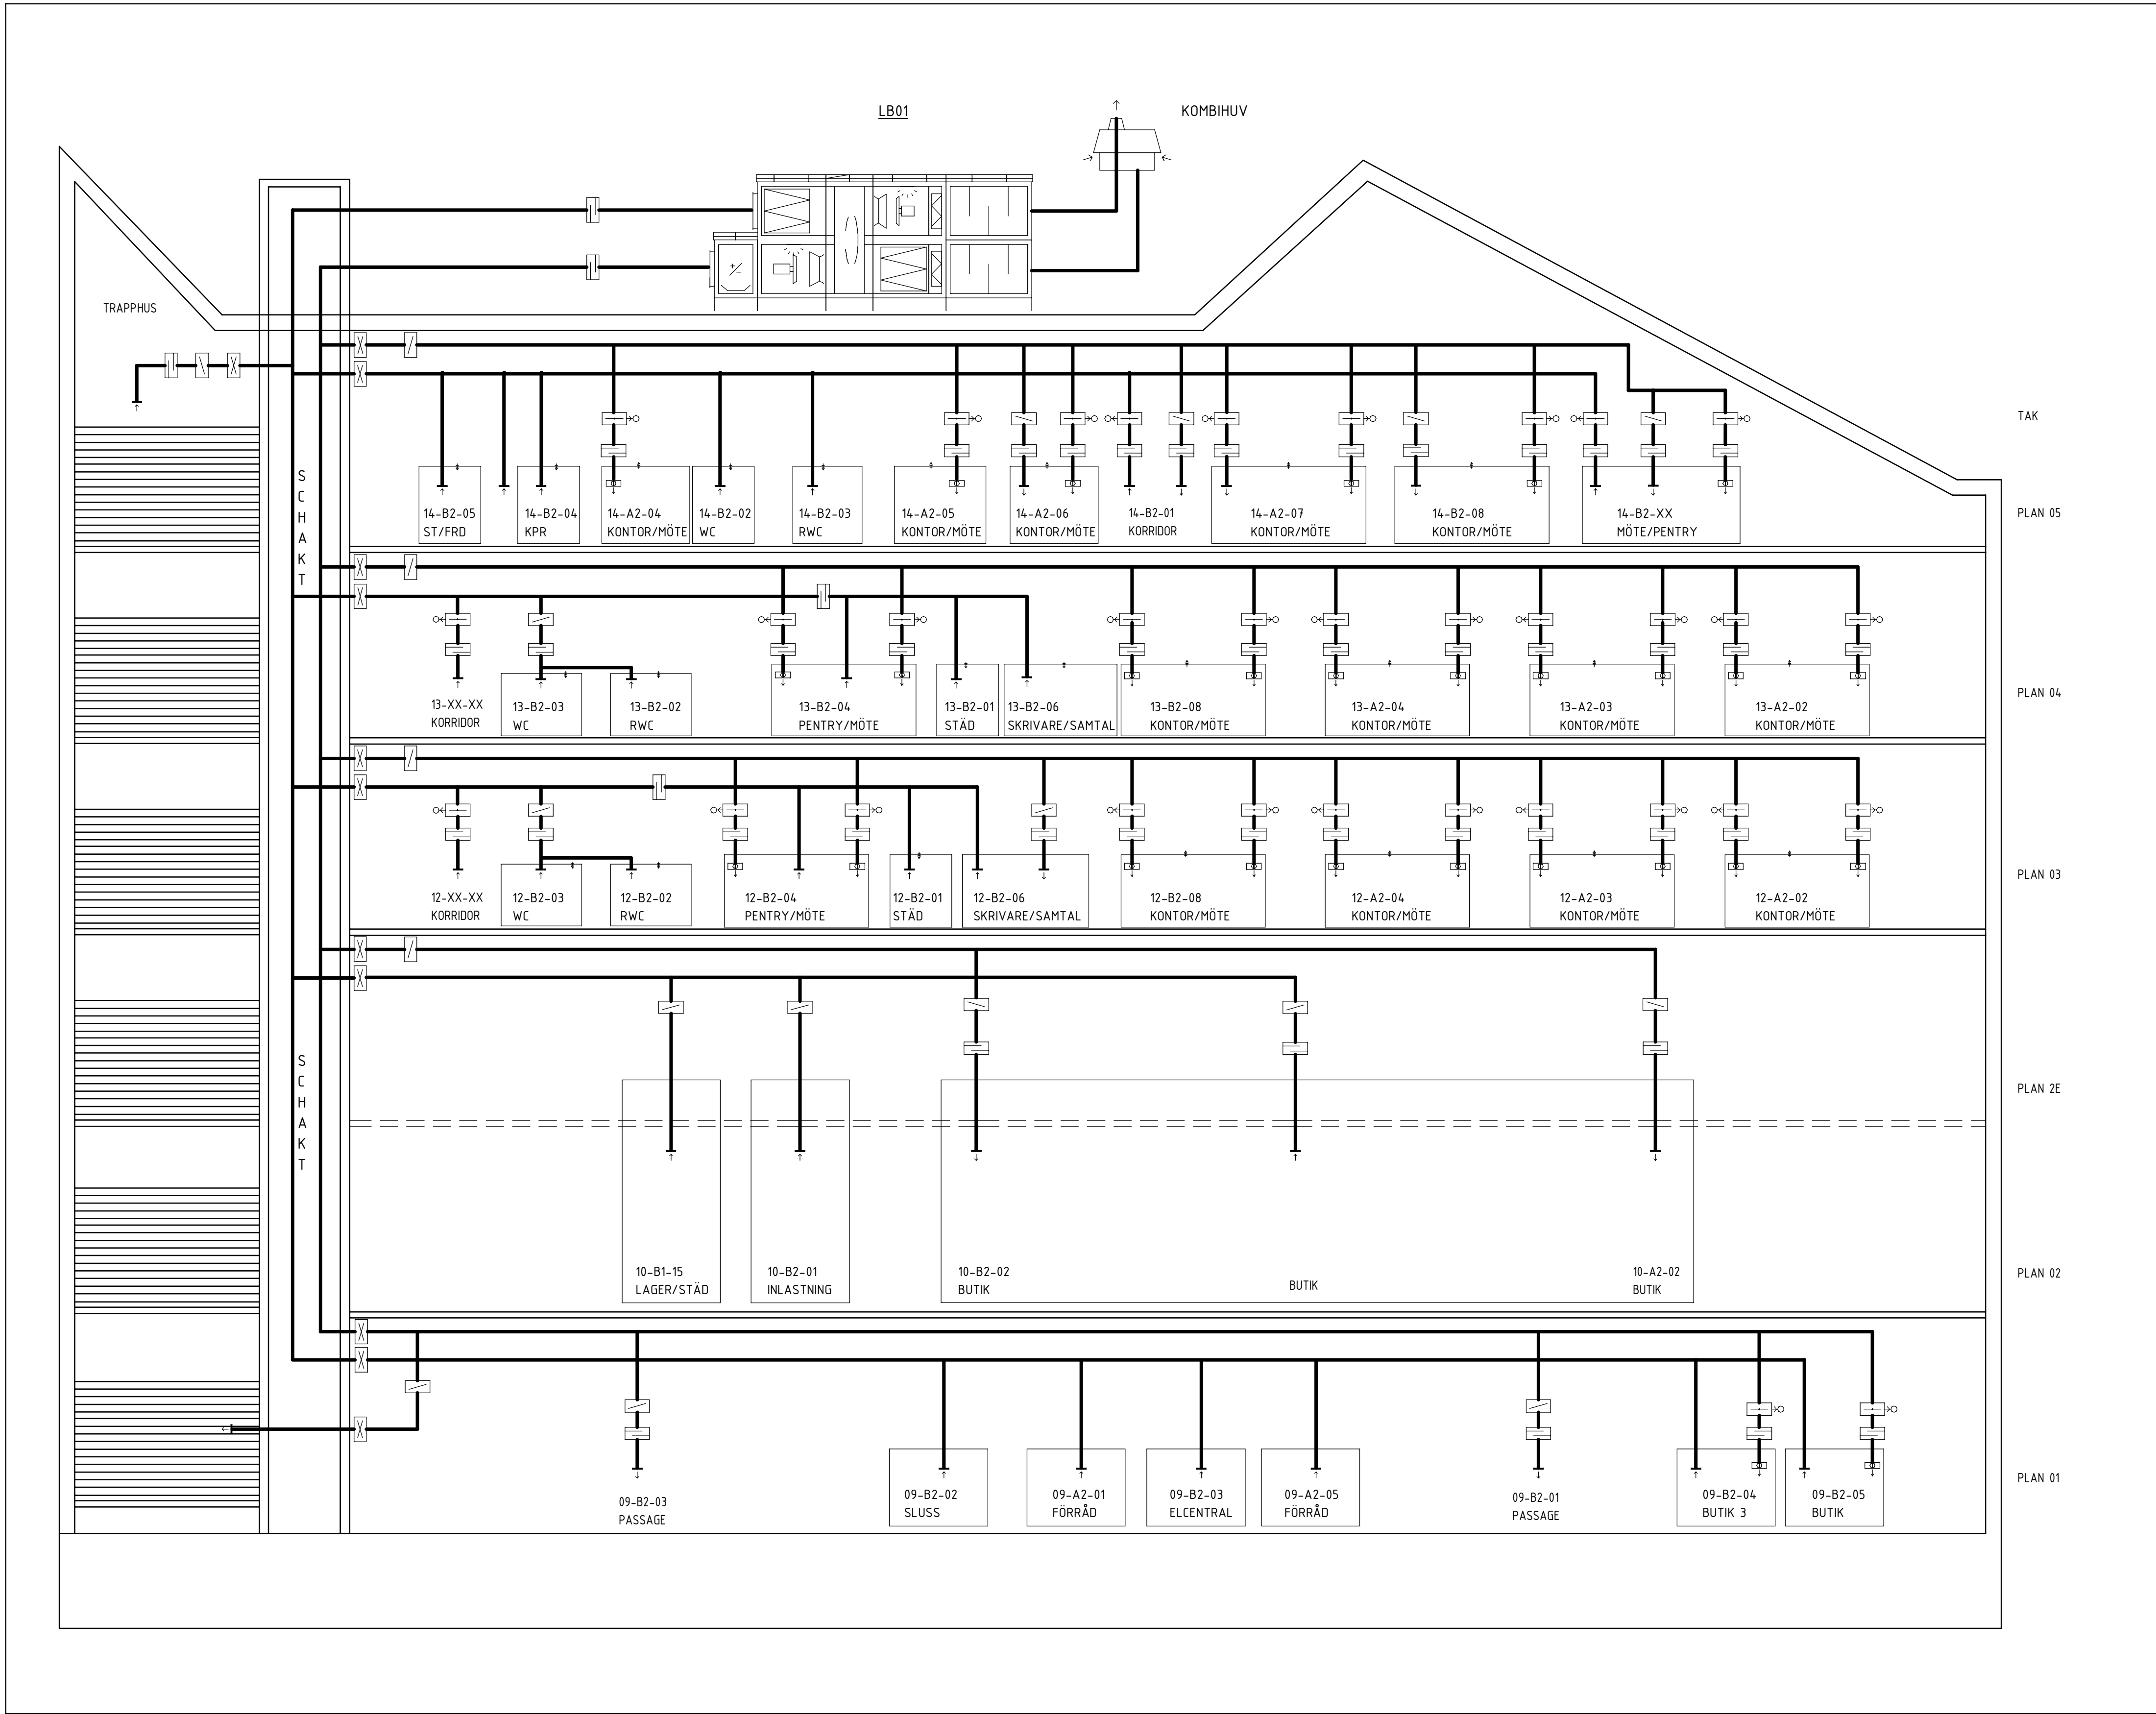 LB01
KOMBIHUV
TRAPPHUS
TAK
SCHAKT
14-B2-05
ST/FRD
14-B2-04
KPR
14-A2-04
KONTOR/MÖTE
14-B2-02
WC
14-B2-03
RWC
14-A2-05
KONTOR/MÖTE
14-A2-06
KONTOR/MÖTE
14-B2-01
KORRIDOR
14-A2-07
KONTOR/MÖTE
14-B2-08
KONTOR/MÖTE
14-B2-XX
MÖTE/PENTRY
PLAN 05
13-XX-XX
KORRIDOR
13-B2-03
WC
13-B2-02
RWC
13-B2-04
PENTRY/MÖTE
13-B2-01
STÄD
13-B2-06
SKRIVARE/SAMTAL
13-B2-08
KONTOR/MÖTE
13-A2-04
KONTOR/MÖTE
13-A2-03
KONTOR/MÖTE
13-A2-02
KONTOR/MÖTE
PLAN 04
12-XX-XX
KORRIDOR
12-B2-03
WC
12-B2-02
RWC
12-B2-04
PENTRY/MÖTE
12-B2-01
STÄD
12-B2-06
SKRIVARE/SAMTAL
12-B2-08
KONTOR/MÖTE
12-A2-04
KONTOR/MÖTE
12-A2-03
KONTOR/MÖTE
12-A2-02
KONTOR/MÖTE
PLAN 03
SCHAKT
PLAN 2E
10-B1-15
LAGER/STÄD
10-B2-01
INLASTNING
10-B2-02
BUTIK
BUTIK
10-A2-02
BUTIK
PLAN 02
09-B2-03
PASSAGE
09-B2-02
SLUSS
09-A2-01
FÖRRÅD
09-B2-03
ELCENTRAL
09-A2-05
FÖRRÅD
09-B2-01
PASSAGE
09-B2-04
BUTIK 3
09-B2-05
BUTIK
PLAN 01